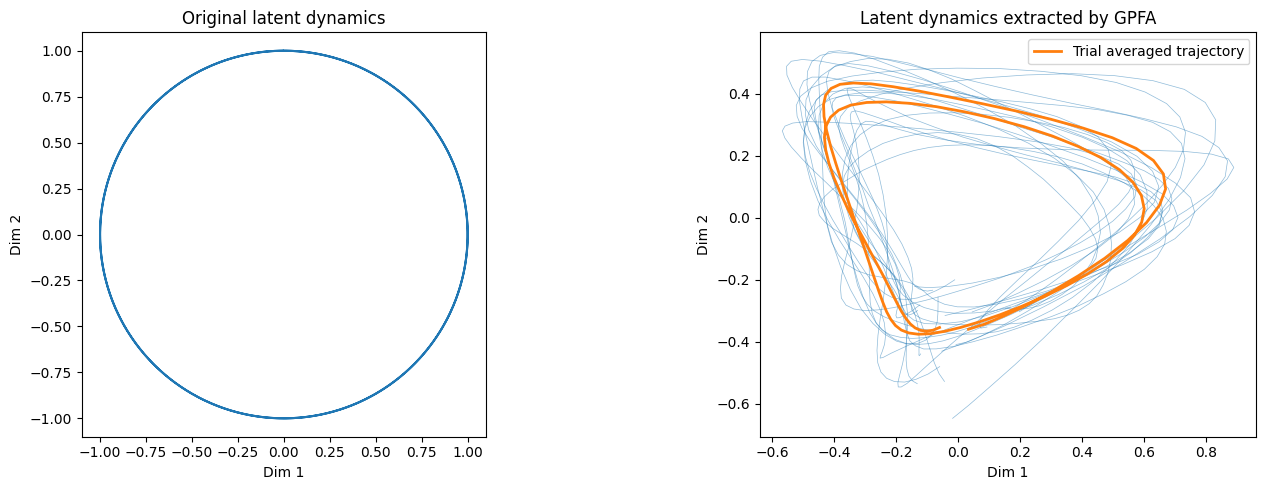 Original latent dynamics
1.00
0.75
0.50
0.25
0.00
−0.25
−0.50
−0.75
−1.00
Dim 2
−1.00 −0.75 −0.50 −0.25 0.00 0.25 0.50 0.75 1.00
Dim 1
Latent dynamics extracted by GPFA
Trial averaged trajectory
0.4
0.2
0.0
−0.2
−0.4
−0.6
Dim 2
−0.6 −0.4 −0.2 0.0 0.2 0.4 0.6 0.8
Dim 1